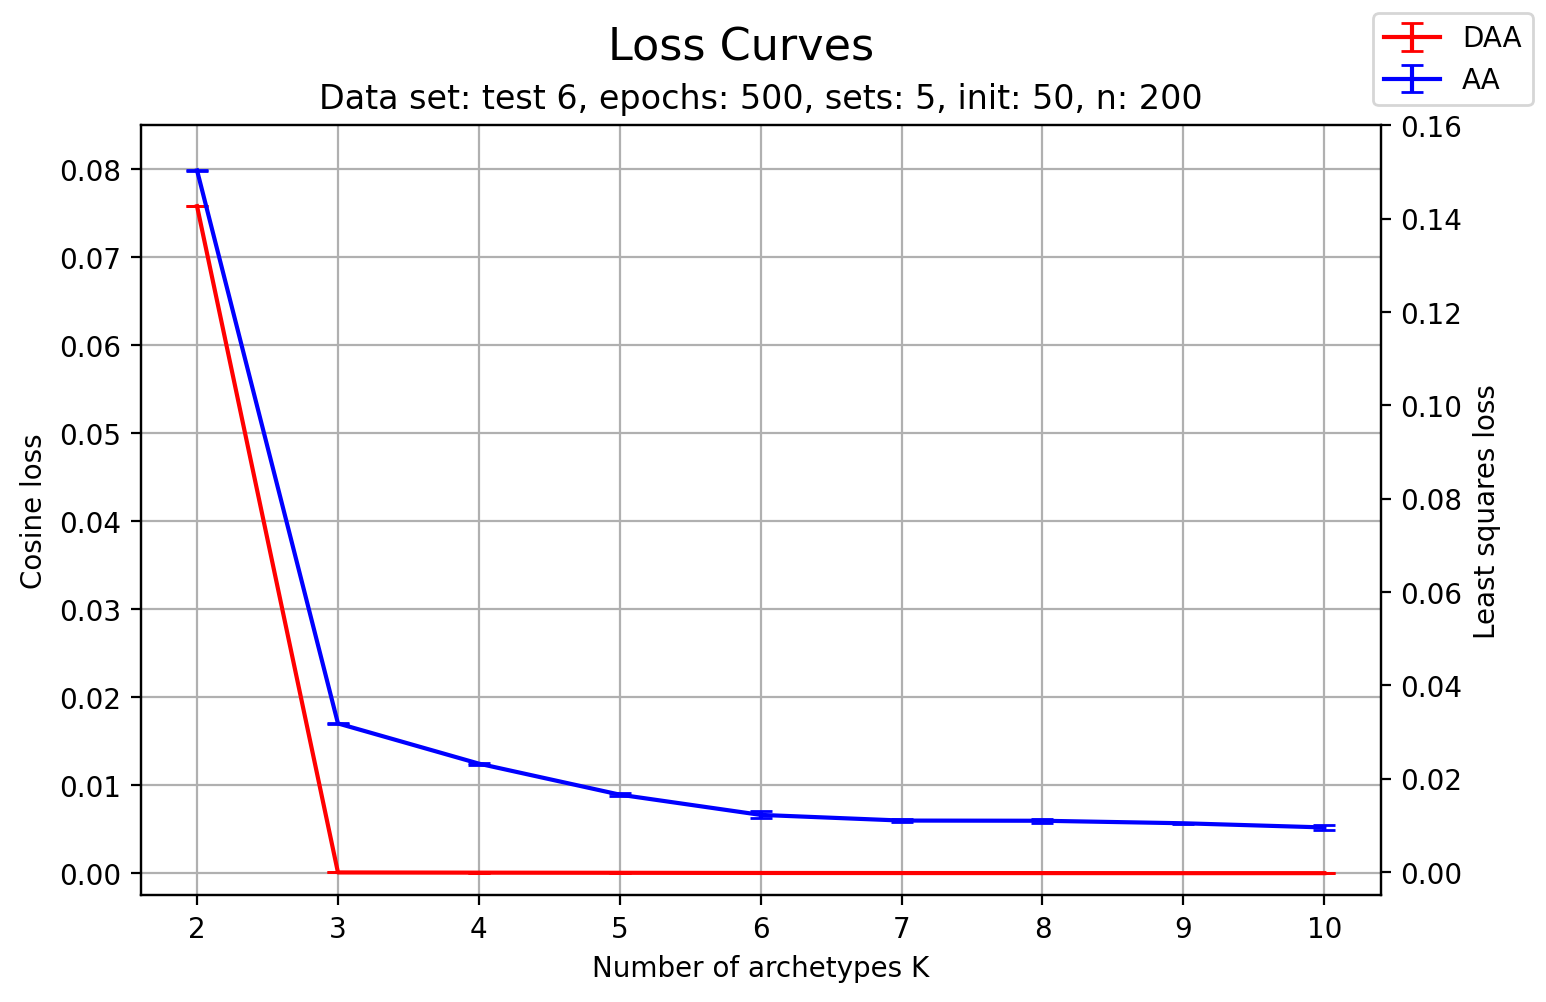 Loss Curves
Data set: test 6, epochs: 500, sets: 5, init: 50, n: 200
DAA
AA
0.08
0.07
0.06
0.05
0.04
0.03
0.02
0.01
0.00
Cosine loss
0.16
0.14
0.12
0.10
0.08
0.06
0.04
0.02
0.00
Least squares loss
2 3 4 5 6 7 8 9 10
Number of archetypes K